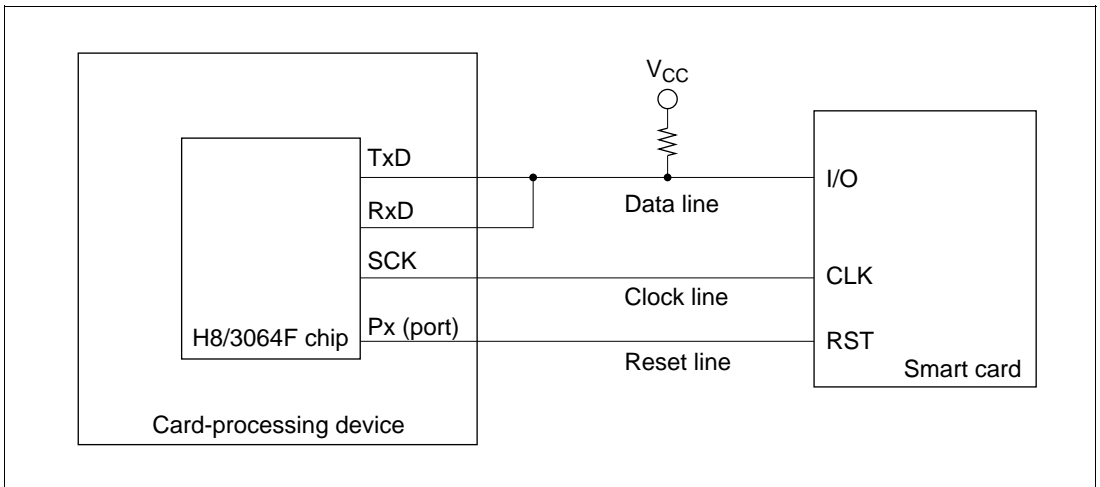 VCC
TxD
I/O
Data line
RxD
SCK
CLK
Clock line
Px (port)
H8/3064F chip
RST
Reset line
Smart card
Card-processing device